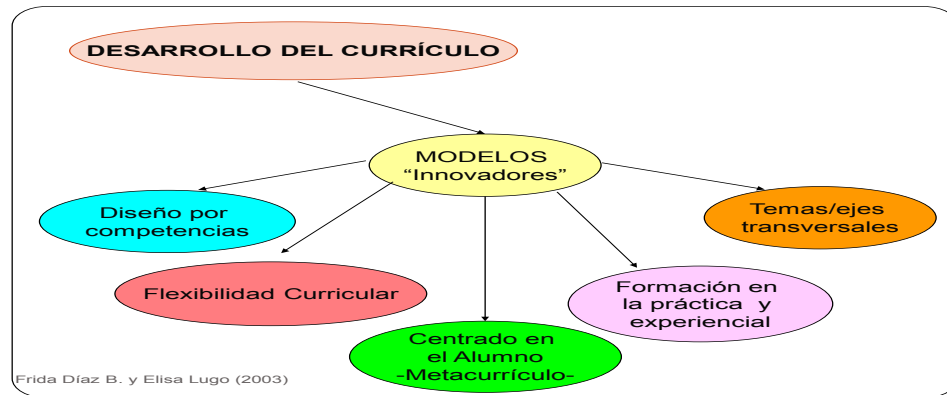 DESARROLLO DEL CURRÍCULO
MODELOS
“Innovadores”
Diseño por
competencias
Temas/ejes
transversales
Flexibilidad Curricular
Formación en
la práctica y
experiencial
Centrado en
el Alumno
-Metacurrículo-
Frida Díaz B. y Elisa Lugo (2003)